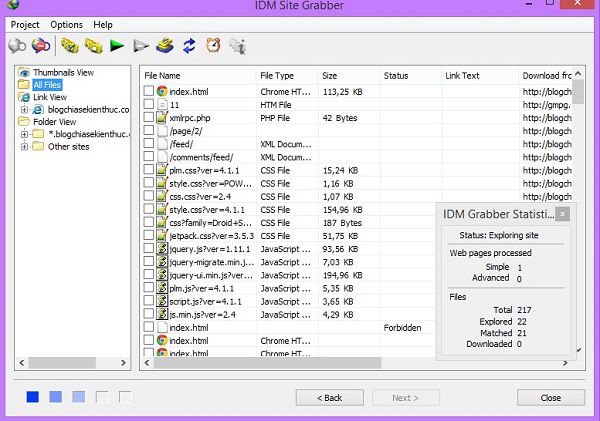 IDM Site Grabber
Project Options Help
Thumbnails View
All Files
Link View
blogchiasekienthuc.c
Folder View
*.blogchiasekienthuc.
Other sites
File Name File Type Size Status Link Text Download fro
index.html Chrome HT... 113,25 KB http://blogch
11 HTM File http://gmpg.
xmlrpc.php PHP File 42 Bytes http://blogch
/page/2/ http://blogch
/feed/ XML Docum... http://blogch
/comments/feed/ XML Docum... http://blogch
plm.css?ver=4.1.1 CSS File 15,24 KB http://blogch
style.css?ver=POW... CSS File 1,16 KB http://blogch
css.css?ver=2.4 CSS File 1,07 KB http://blogch
style.css?ver=4.1.1 CSS File 154,96 KB
css?family=Droid+S... CSS File 187 Bytes
jetpack.css?ver=3.5.3 CSS File 51,75 KB
jquery.js?ver=1.11.1 JavaScript ... 93,56 KB
jquery-migrate.min.j... JavaScript ... 7,03 KB
jquery-ui.min.js?ver... JavaScript ... 194,96 KB
plm.js?ver=4.1.1 JavaScript ... 5,35 KB
script.js?ver=4.1.1 JavaScript ... 3,65 KB
js.min.js?ver=2.4 JavaScript ... 4,29 KB
index.html Forbidden
index.html Chrome HT...
index.html Chrome HT...
IDM Grabber Statisti...
Status: Exploring site
Web pages processed
Simple 1
Advanced 0
Files
Total 217
Explored 22
Matched 21
Downloaded 0
< Back Next > Close